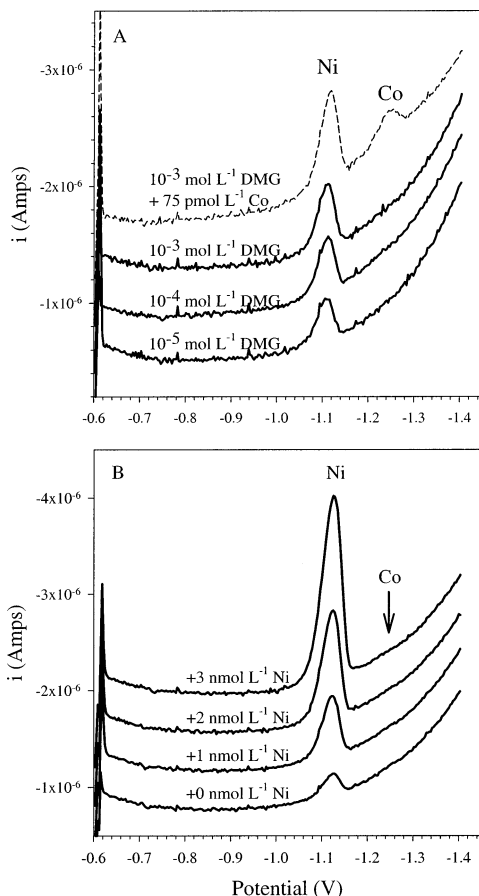 A
-3x10⁻⁶
Ni
Co
-2x10⁻⁶
10⁻³ mol L⁻¹ DMG
+ 75 pmol L⁻¹ Co
i (Amps)
10⁻³ mol L⁻¹ DMG
-1x10⁻⁶
10⁻⁴ mol L⁻¹ DMG
10⁻⁵ mol L⁻¹ DMG
-0.6 -0.7 -0.8 -0.9 -1.0 -1.1 -1.2 -1.3 -1.4
B
Ni
-4x10⁻⁶
Co
-3x10⁻⁶
i (Amps)
+3 nmol L⁻¹ Ni
-2x10⁻⁶
+2 nmol L⁻¹ Ni
+1 nmol L⁻¹ Ni
-1x10⁻⁶
+0 nmol L⁻¹ Ni
-0.6 -0.7 -0.8 -0.9 -1.0 -1.1 -1.2 -1.3 -1.4
Potential (V)